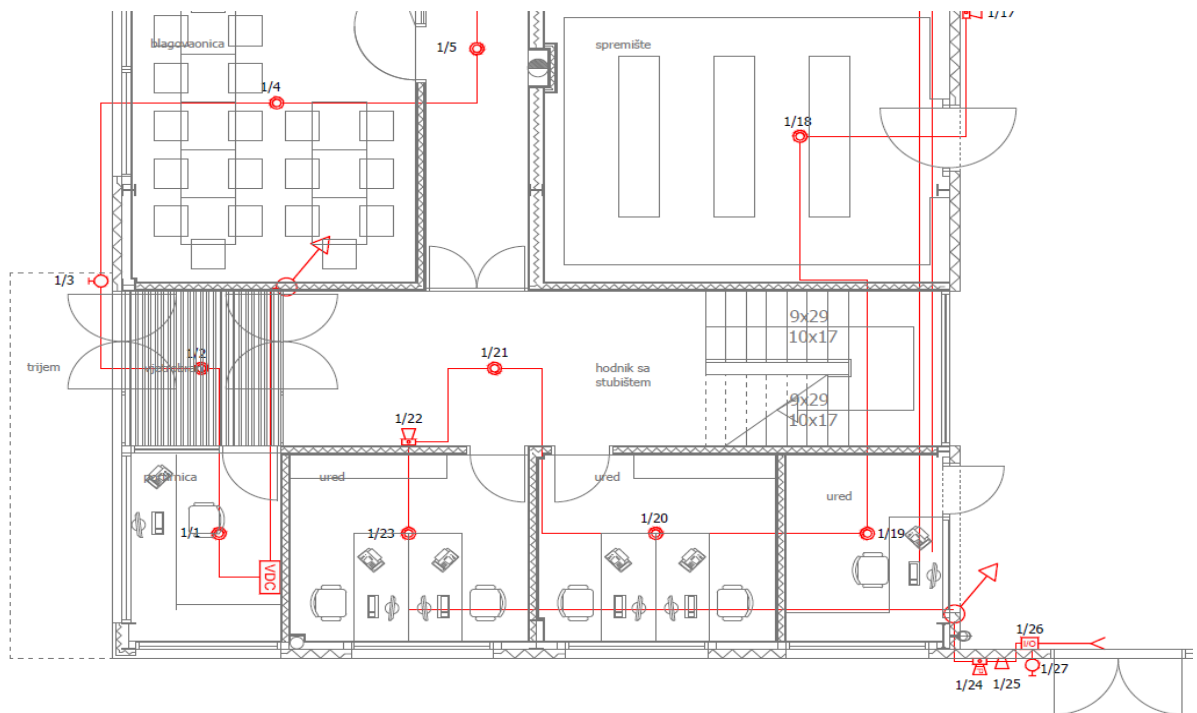 1/17
blagovaonica
1/5
spremište
1/4
1/18
1/3
9x29
10x17
1/2
1/21
trijem
hodnik sa
stubištem
9x29
10x17
1/22
ured
ured
ured
1/1
1/23
1/20
1/19
VDC
1/26
I/O
1/24
1/25
1/27